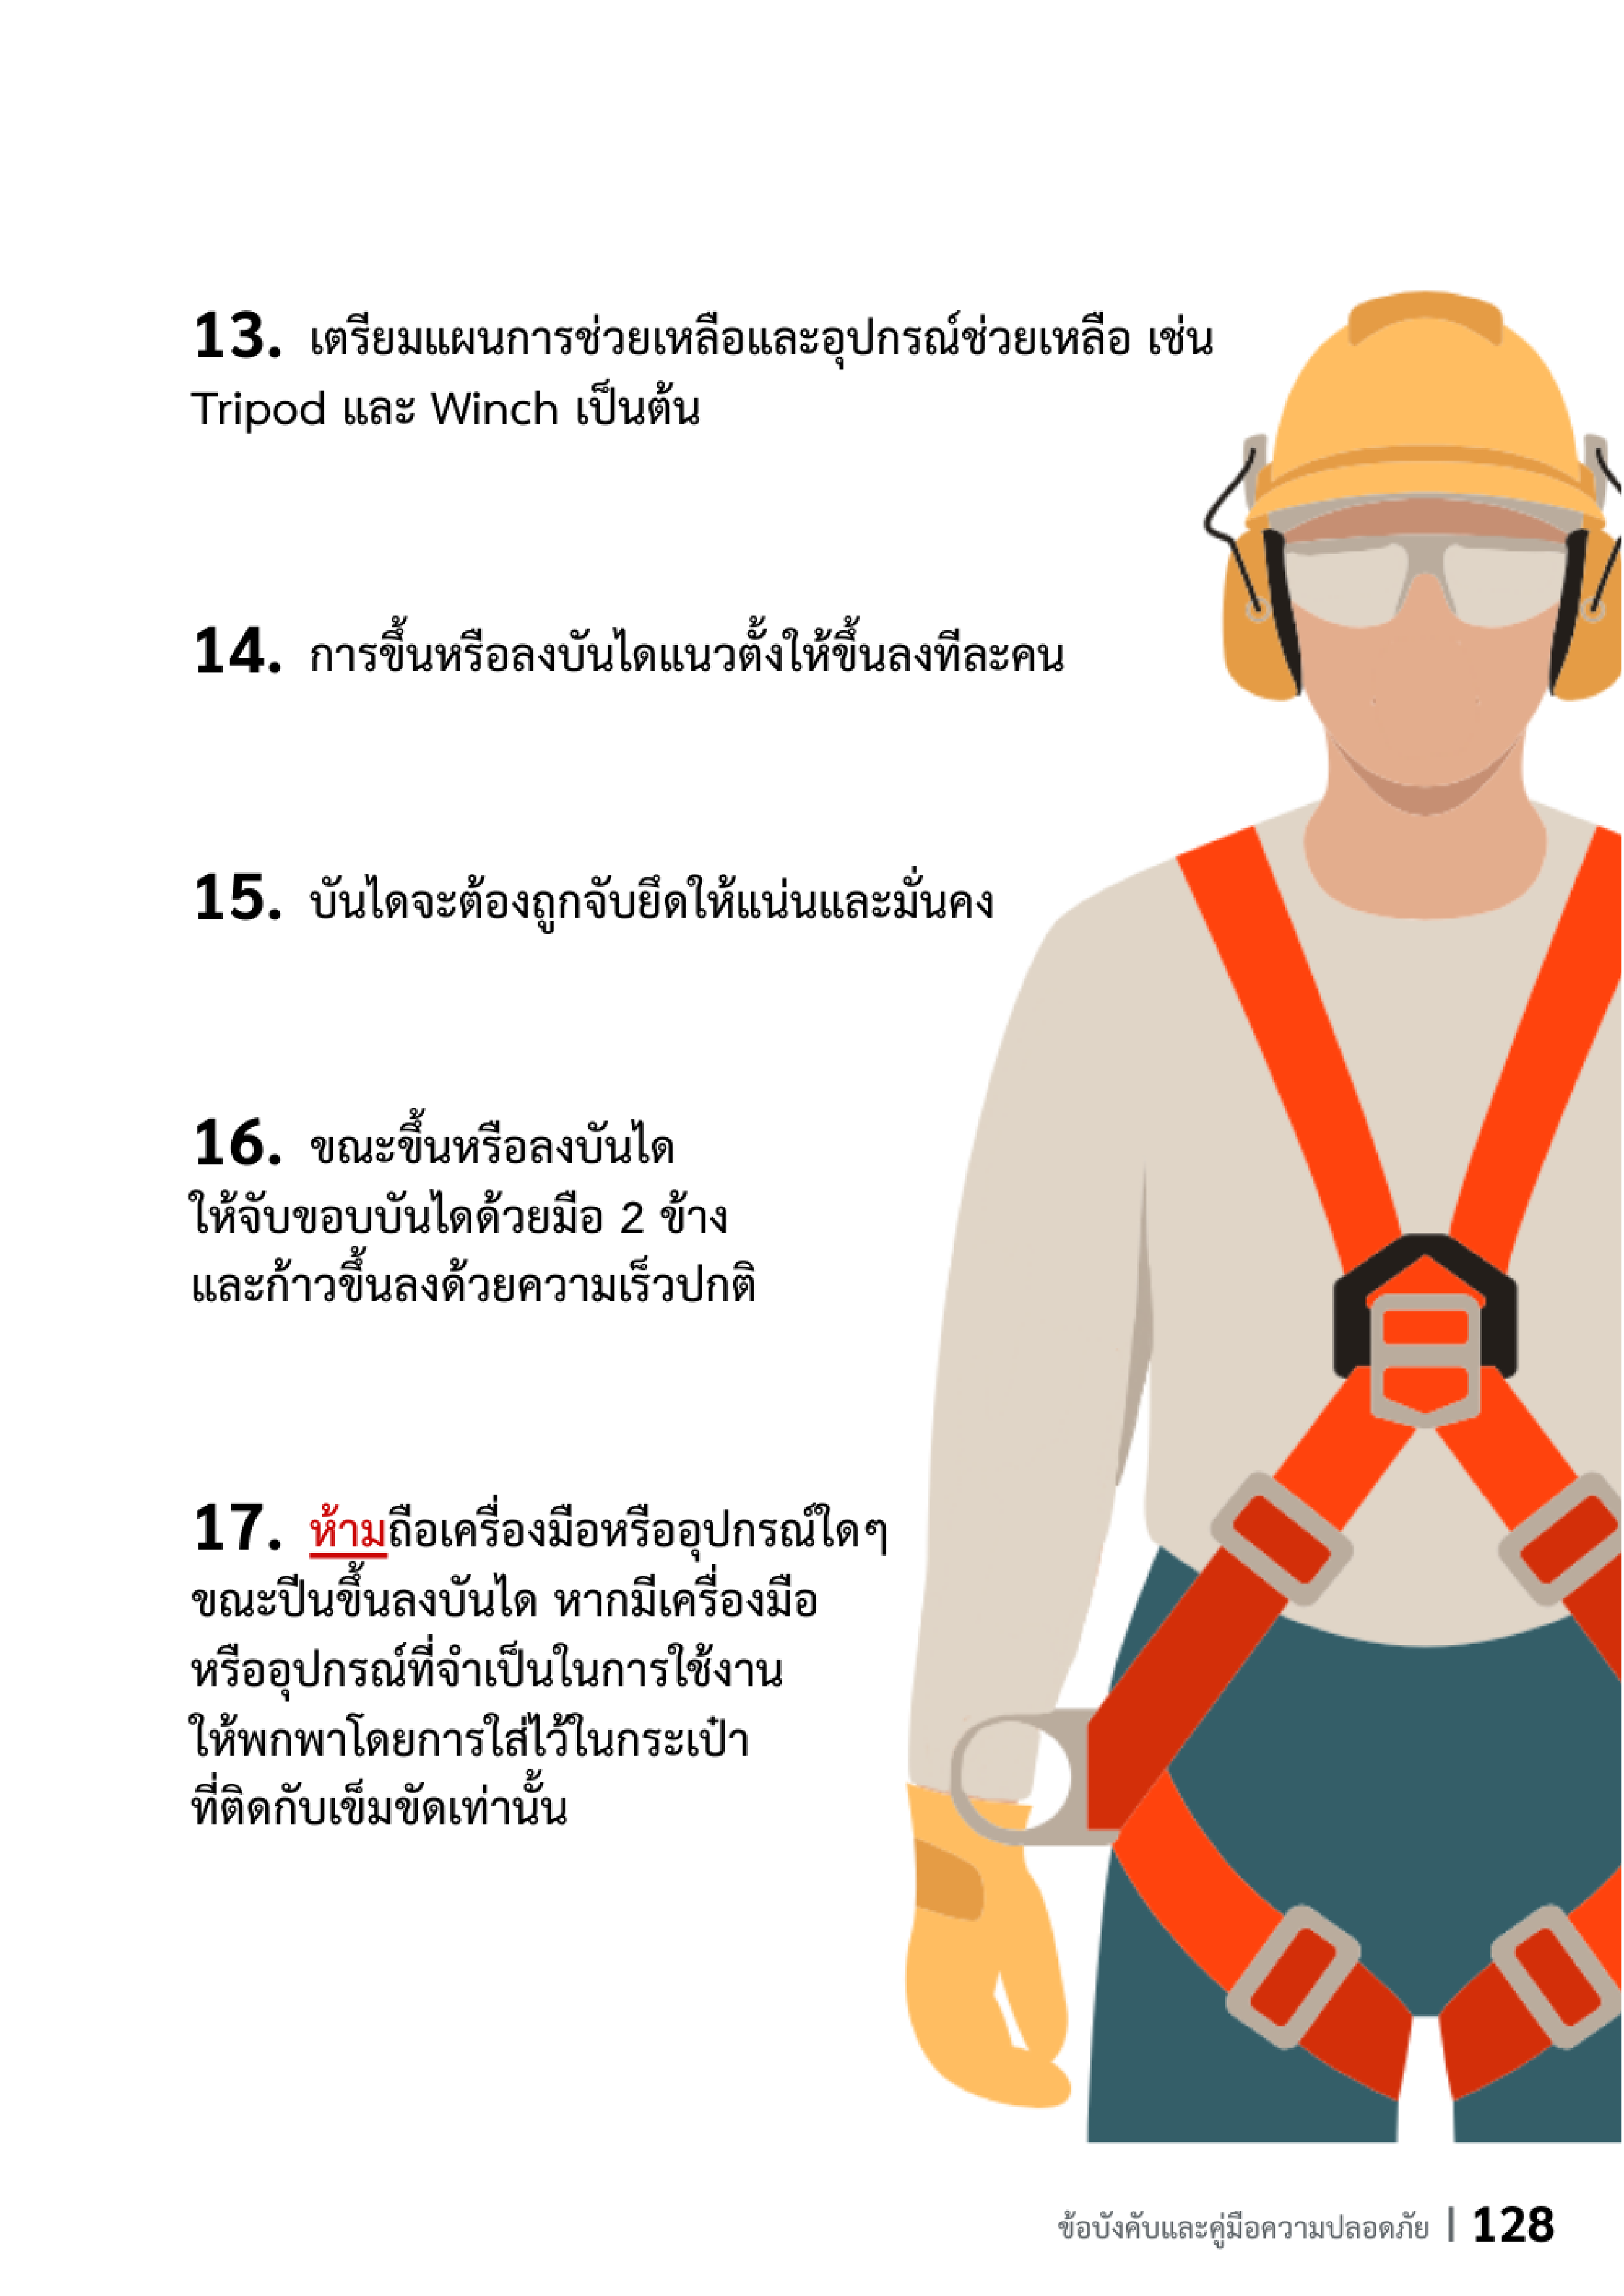 13. เตรียมแผนการช่วยเหลือและอุปกรณ์ช่วยเหลือ เช่น
Tripod และ Winch เป็นต้น
14. การขึ้นหรือลงบันไดแนวตั้งให้ขึ้นลงทีละคน
15. บันไดจะต้องถูกจับยึดให้แน่นและมั่นคง
16. ขณะขึ้นหรือลงบันได
ให้จับขอบบันไดด้วยมือ 2 ข้าง
และก้าวขึ้นลงด้วยความเร็วปกติ
17. ห้ามถือเครื่องมือหรืออุปกรณ์ใดๆ
ขณะปีนขึ้นลงบันได หากมีเครื่องมือ
หรืออุปกรณ์ที่จำเป็นในการใช้งาน
ให้พกพาโดยการใส่ไว้ในกระเป๋า
ที่ติดกับเข็มขัดเท่านั้น
ข้อบังคับและคู่มือความปลอดภัย | 128